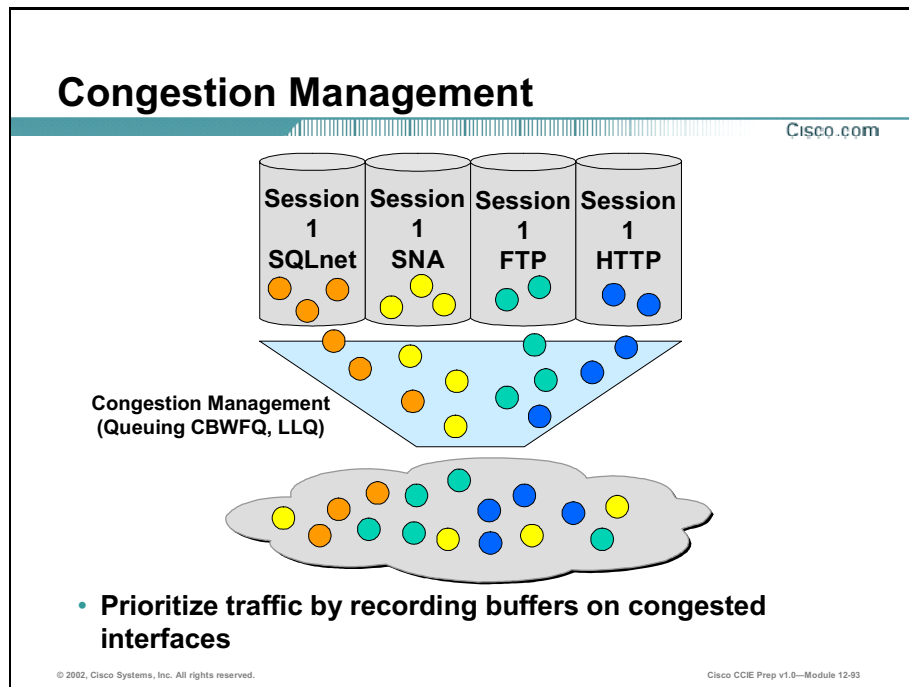 Congestion Management
Cisco.com
Session
1
SQLnet
Session
1
SNA
Session
1
FTP
Session
1
HTTP
Congestion Management
(Queuing CBWFQ, LLQ)
• Prioritize traffic by recording buffers on congested
interfaces
© 2002, Cisco Systems, Inc. All rights reserved.
Cisco CCIE Prep v1.0—Module 12-93